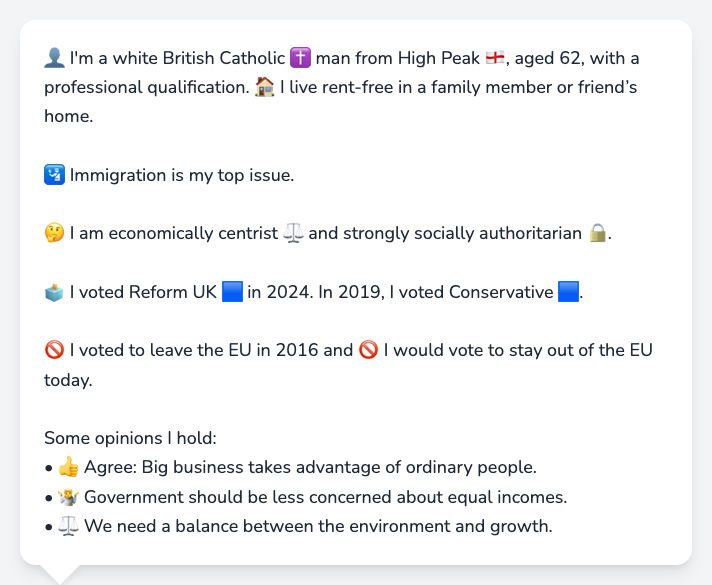 👤 I'm a white British Catholic ✝️ man from High Peak 🏴󠁧󠁢󠁥󠁮󠁧󠁿, aged 62, with a
professional qualification. 🏠 I live rent-free in a family member or friend’s
home.
🛂 Immigration is my top issue.
🤔 I am economically centrist ⚖️ and strongly socially authoritarian 🔒.
🗳️ I voted Reform UK 🟦 in 2024. In 2019, I voted Conservative 🟦.
🚫 I voted to leave the EU in 2016 and 🚫 I would vote to stay out of the EU
today.
Some opinions I hold:
• 👍 Agree: Big business takes advantage of ordinary people.
• 🤷 Government should be less concerned about equal incomes.
• ⚖️ We need a balance between the environment and growth.